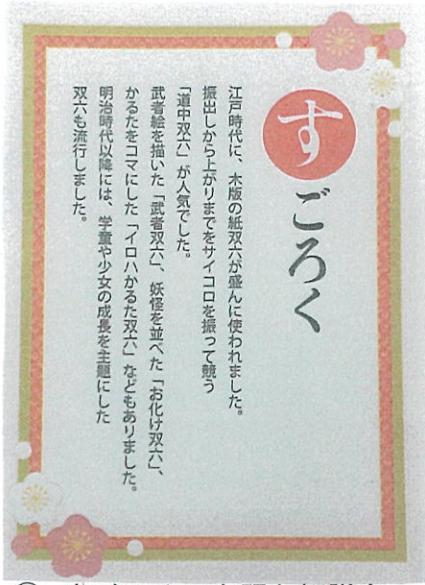 すごろく
江戸時代に、木版の紙双六が盛んに使われました。
振出しから上がりまでをサイコロを振って競う
「道中双六」が人気でした。
武者絵を描いた「武者双六」、妖怪を並べた「お化け双六」、
かるたをコマにした「イロハかるた双六」などもありました。
明治時代以降には、学童や少女の成長を主題にした
双六も流行しました。